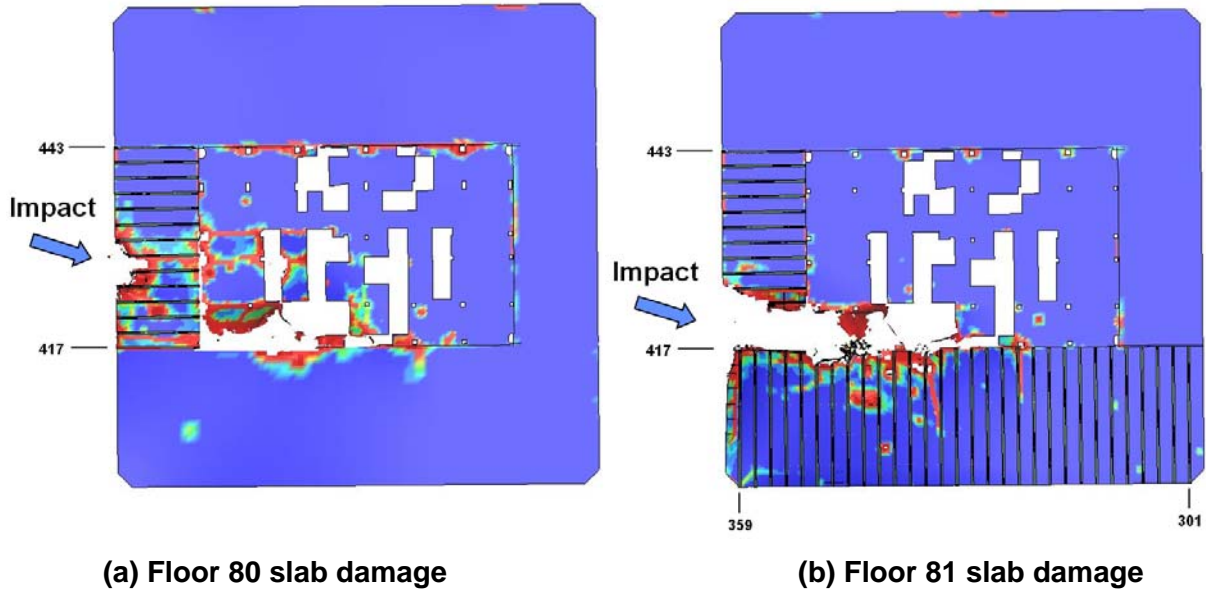 443
Impact
417
(a) Floor 80 slab damage
443
Impact
417
359
301
(b) Floor 81 slab damage